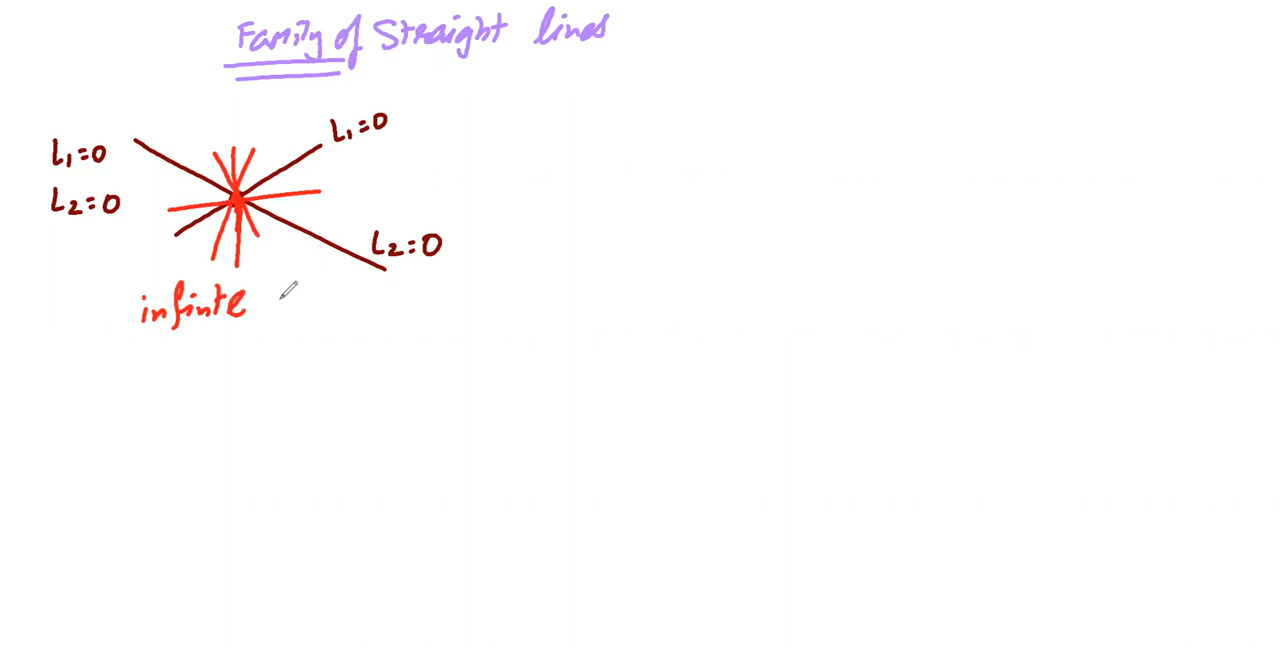 Family of Straight lines
L1=0
L1=0
L2=0
L2=0
infinte